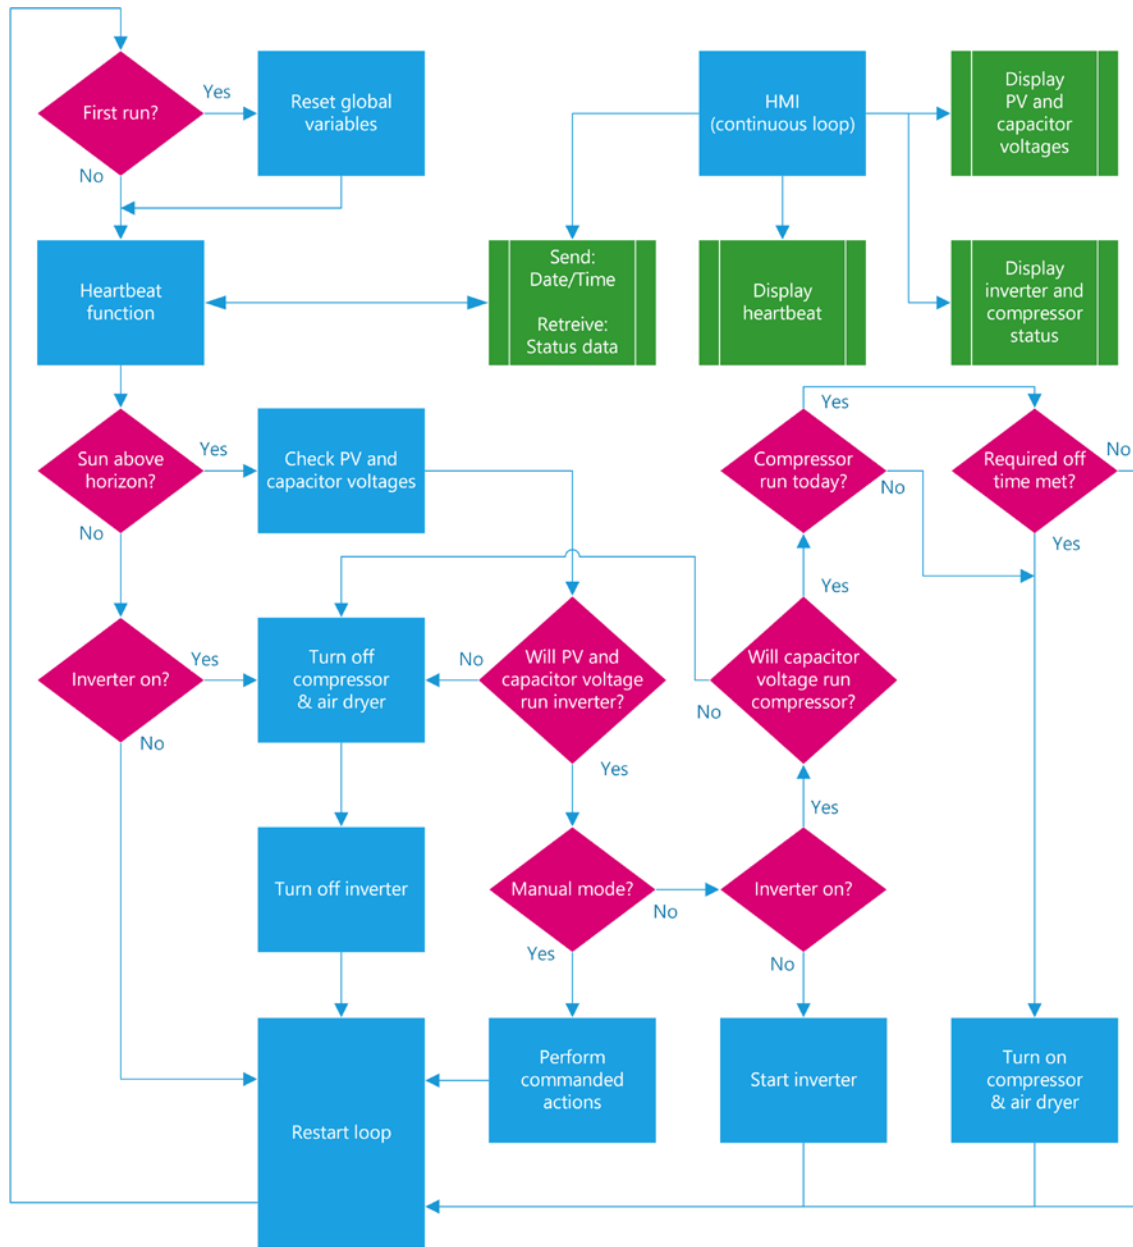 First run?
Yes
No
Reset global
variables
HMI
(continuous loop)
Display
PV and
capacitor
voltages
Heartbeat
function
Send:
Date/Time
Retreive:
Status data
Display
heartbeat
Display
inverter and
compressor
status
Sun above
horizon?
Yes
No
Check PV and
capacitor voltages
Compressor
run today?
Yes
No
Required off
time met?
No
Yes
Inverter on?
Yes
No
Turn off
compressor
& air dryer
No
Will PV and
capacitor voltage
run inverter?
Yes
Will capacitor
voltage run
compressor?
Yes
No
Turn off inverter
Manual mode?
No
Yes
Inverter on?
Yes
No
Restart loop
Perform
commanded
actions
Start inverter
Turn on
compressor
& air dryer